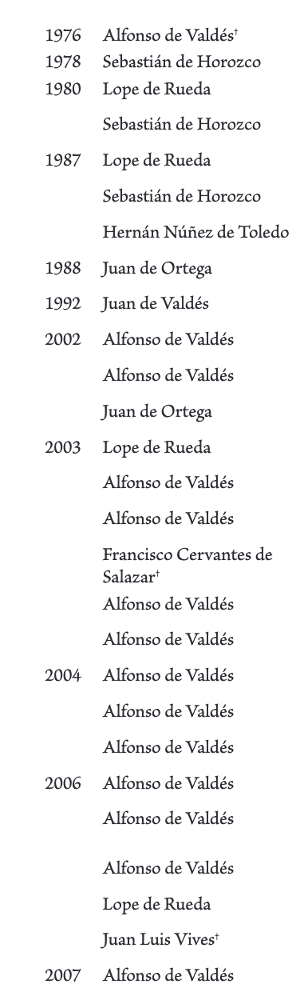 1976 Alfonso de Valdés†
1978 Sebastián de Horozco
1980 Lope de Rueda
Sebastián de Horozco
1987 Lope de Rueda
Sebastián de Horozco
Hernán Núñez de Toledo
1988 Juan de Ortega
1992 Juan de Valdés
2002 Alfonso de Valdés
Alfonso de Valdés
Juan de Ortega
2003 Lope de Rueda
Alfonso de Valdés
Alfonso de Valdés
Francisco Cervantes de
Salazar†
Alfonso de Valdés
Alfonso de Valdés
2004 Alfonso de Valdés
Alfonso de Valdés
Alfonso de Valdés
2006 Alfonso de Valdés
Alfonso de Valdés
Alfonso de Valdés
Lope de Rueda
Juan Luis Vives†
2007 Alfonso de Valdés